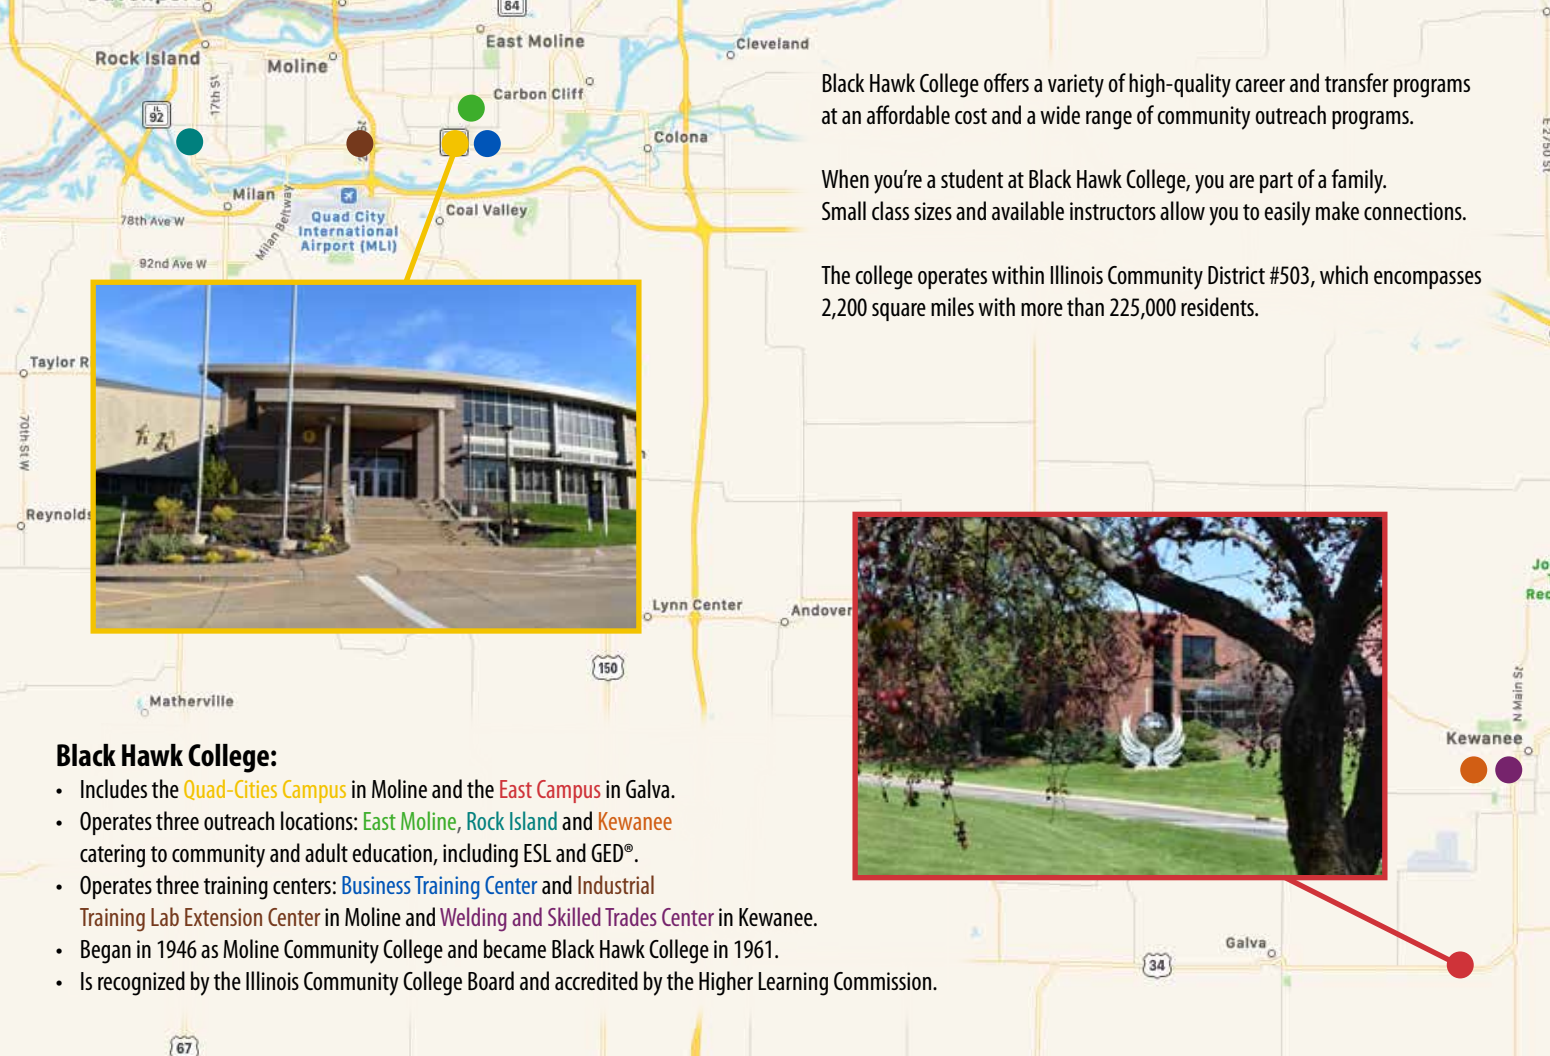 84
East Moline
Cleveland
Rock Island
Moline
17th St
Carbon Cliff
IL
92
Colona
Milan
Milan Beltway
78th Ave W
Quad City
International
Airport (MLI)
Coal Valley
92nd Ave W
E 2750 St
Black Hawk College offers a variety of high-quality career and transfer programs
at an affordable cost and a wide range of community outreach programs.
When you're a student at Black Hawk College, you are part of a family.
Small class sizes and available instructors allow you to easily make connections.
The college operates within Illinois Community District #503, which encompasses
2,200 square miles with more than 225,000 residents.
Taylor R
70th St W
Reynolds
Lynn Center
Andover
150
Matherville
N Main St
Kewanee
Black Hawk College:
• Includes the Quad-Cities Campus in Moline and the East Campus in Galva.
• Operates three outreach locations: East Moline, Rock Island and Kewanee
catering to community and adult education, including ESL and GED®.
• Operates three training centers: Business Training Center and Industrial
Training Lab Extension Center in Moline and Welding and Skilled Trades Center in Kewanee.
• Began in 1946 as Moline Community College and became Black Hawk College in 1961.
• Is recognized by the Illinois Community College Board and accredited by the Higher Learning Commission.
Galva
34
67